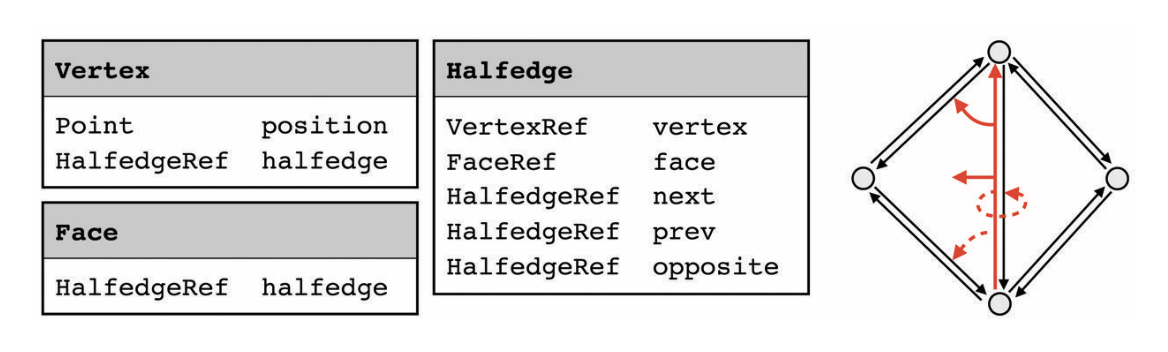 Vertex
Point position
HalfedgeRef halfedge
Face
HalfedgeRef halfedge
Halfedge
VertexRef vertex
FaceRef face
HalfedgeRef next
HalfedgeRef prev
HalfedgeRef opposite